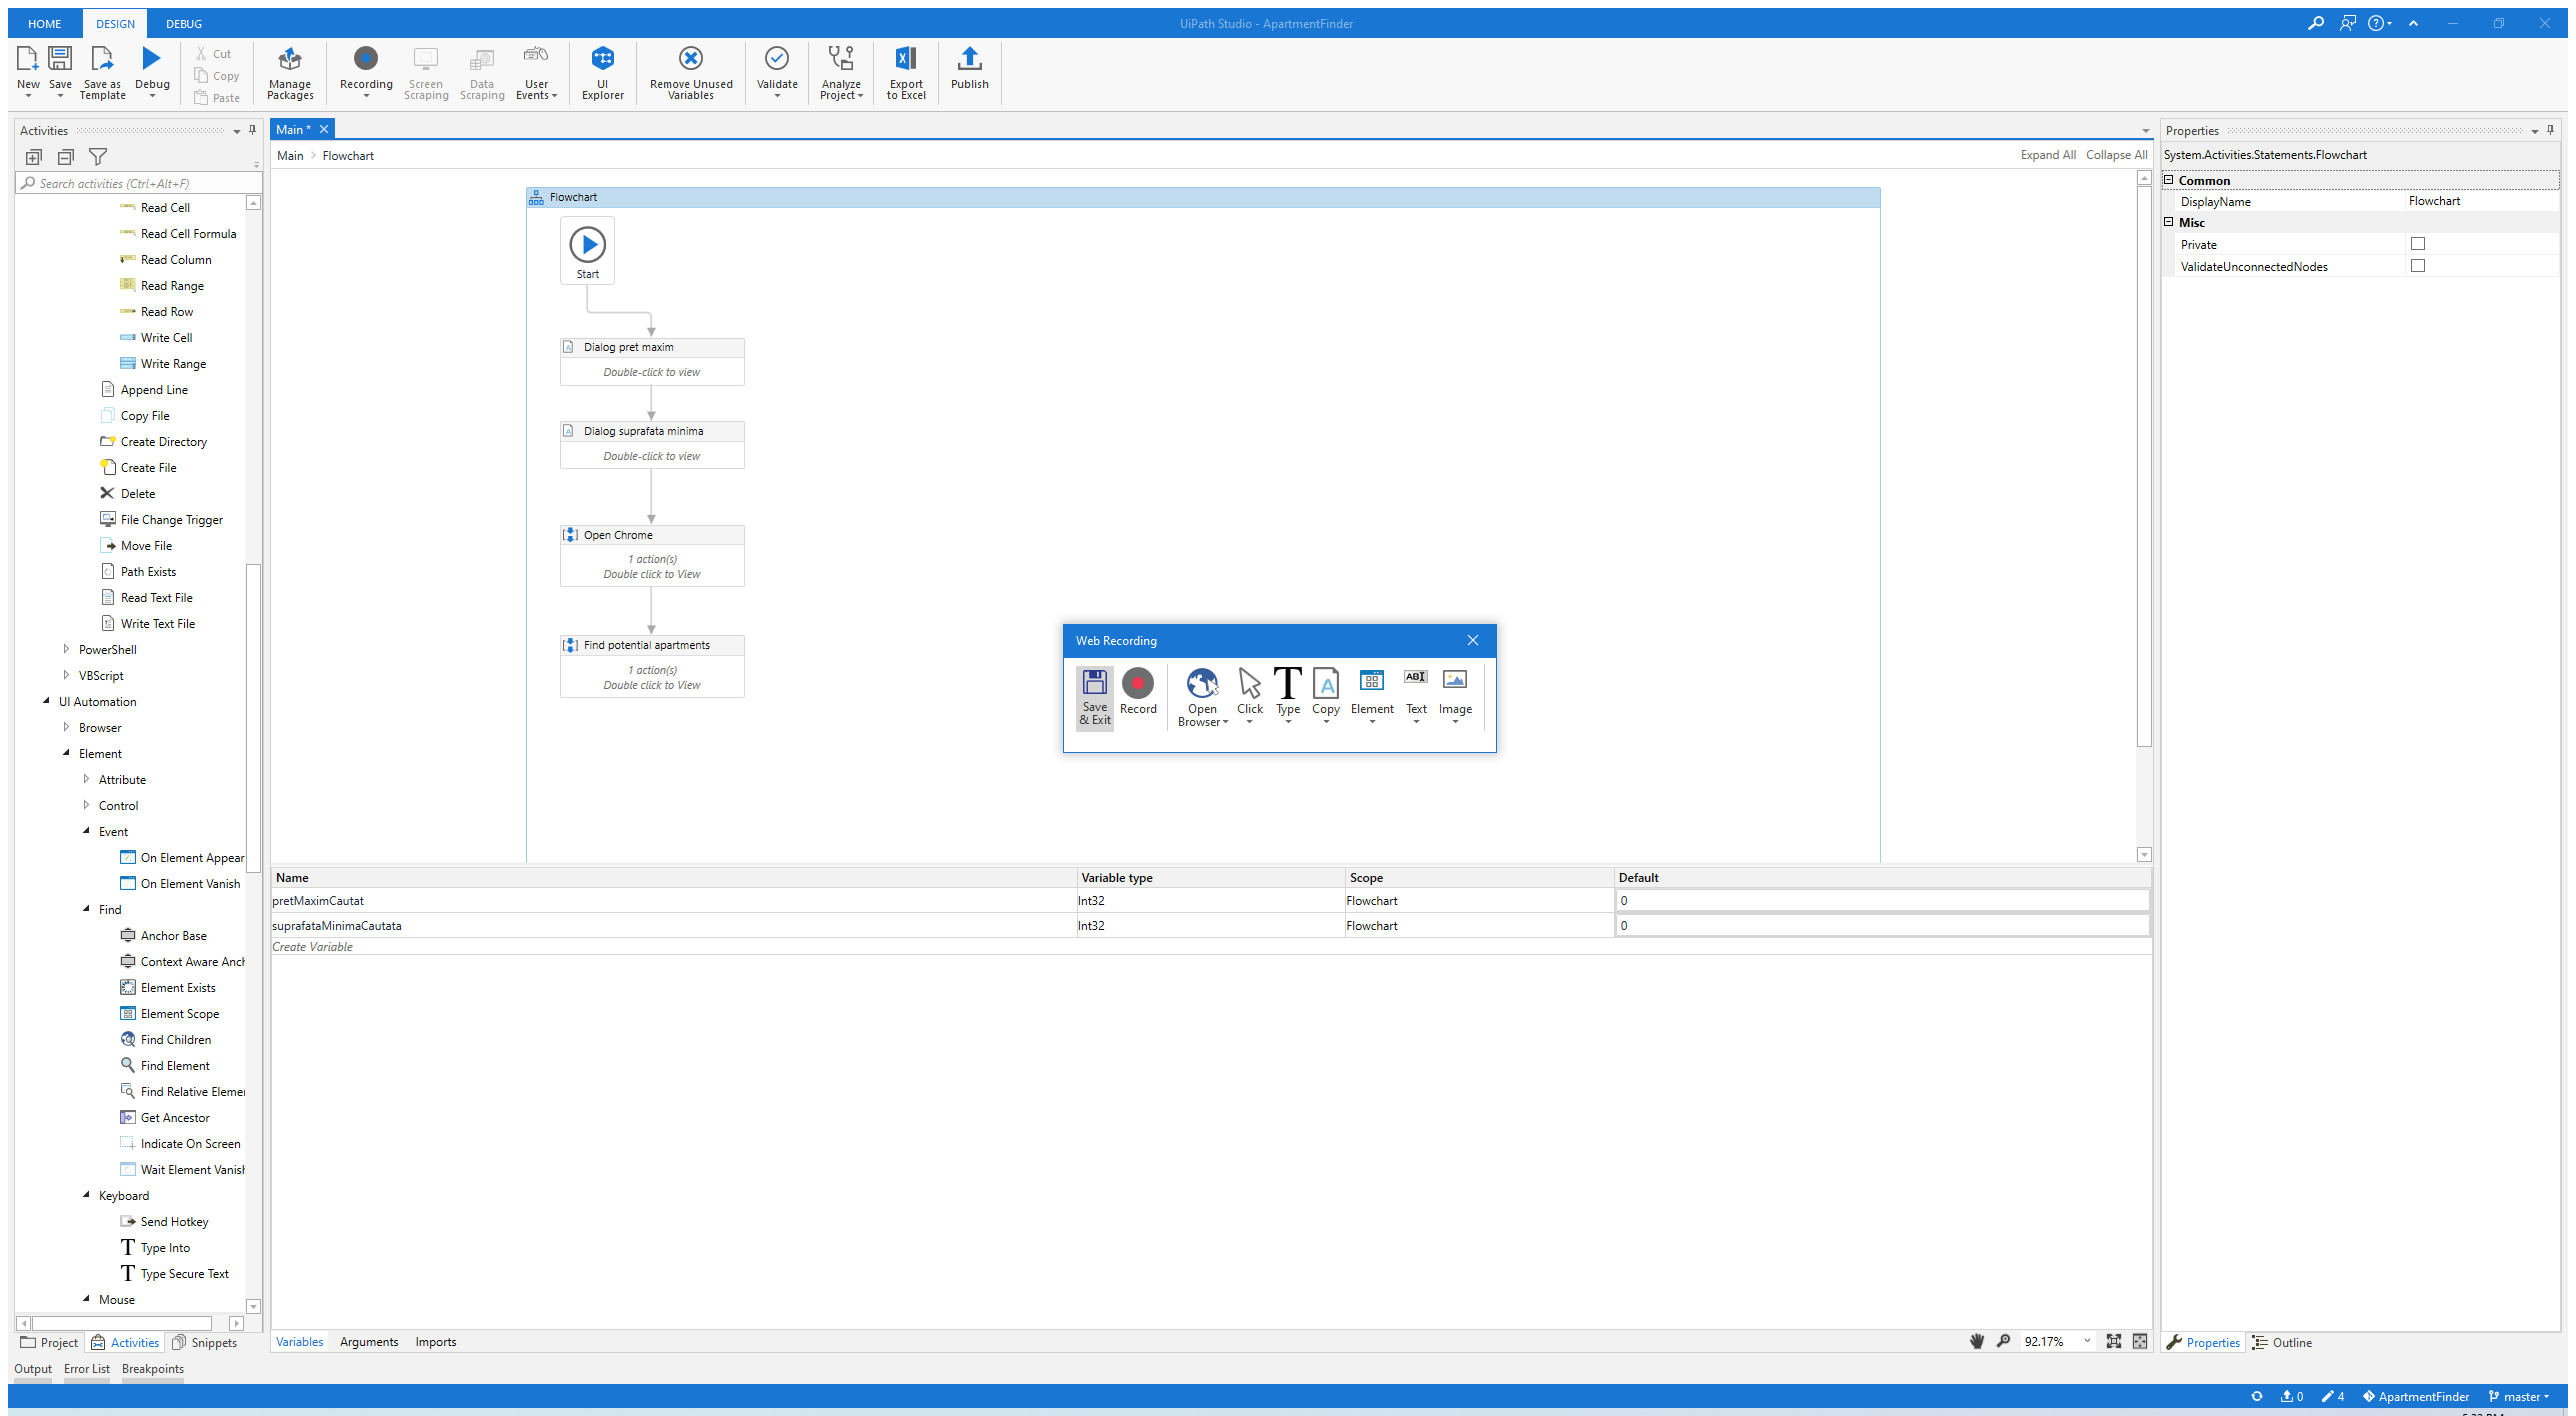 HOME DESIGN DEBUG UiPath Studio - ApartmentFinder
New Save Save as Template Debug
Cut
Copy
Paste
Manage Packages
Recording Screen Scraping Data Scraping User Events
UI Explorer
Remove Unused Variables
Validate
Analyze Project
Export to Excel
Publish
Activities
Search activities (Ctrl+Alt+F)
Read Cell
Read Cell Formula
Read Column
Read Range
Read Row
Write Cell
Write Range
Append Line
Copy File
Create Directory
Create File
Delete
File Change Trigger
Move File
Path Exists
Read Text File
Write Text File
PowerShell
VBScript
UI Automation
Browser
Element
Attribute
Control
Event
On Element Appear
On Element Vanish
Find
Anchor Base
Context Aware Anch
Element Exists
Element Scope
Find Children
Find Element
Find Relative Elemen
Get Ancestor
Indicate On Screen
Wait Element Vanish
Keyboard
Send Hotkey
Type Into
Type Secure Text
Mouse
Project Activities Snippets
Main *
Main > Flowchart Expand All Collapse All
Flowchart
Start
Dialog pret maxim
Double-click to view
Dialog suprafata minima
Double-click to view
Open Chrome
1 action(s)
Double click to View
Find potential apartments
1 action(s)
Double click to View
Web Recording
Save & Exit Record Open Browser Click Type Copy Element Text Image
Name Variable type Scope Default
pretMaximCautat Int32 Flowchart 0
suprafataMinimaCautata Int32 Flowchart 0
Create Variable
Variables Arguments Imports 92.17%
Properties
System.Activities.Statements.Flowchart
Common
DisplayName Flowchart
Misc
Private
ValidateUnconnectedNodes
Properties Outline
Output Error List Breakpoints
0 4 ApartmentFinder master